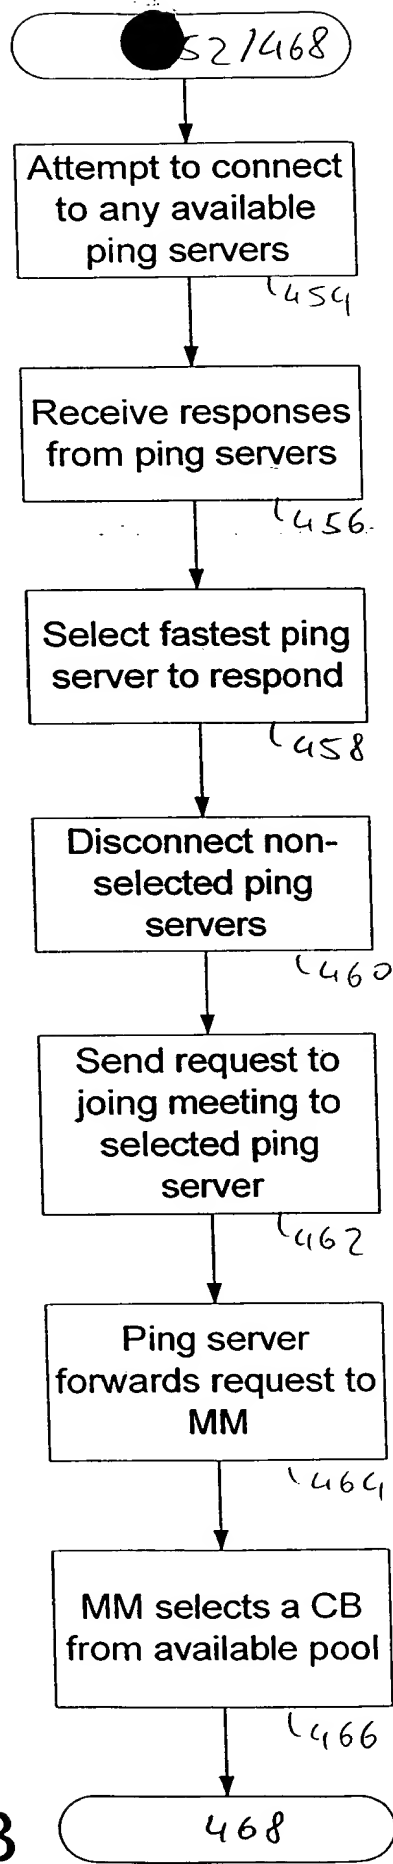 52/468
Attempt to connect
to any available
ping servers
454
Receive responses
from ping servers
456
Select fastest ping
server to respond
458
Disconnect non-
selected ping
servers
460
Send request to
joing meeting to
selected ping
server
462
Ping server
forwards request to
MM
464
MM selects a CB
from available pool
466
468